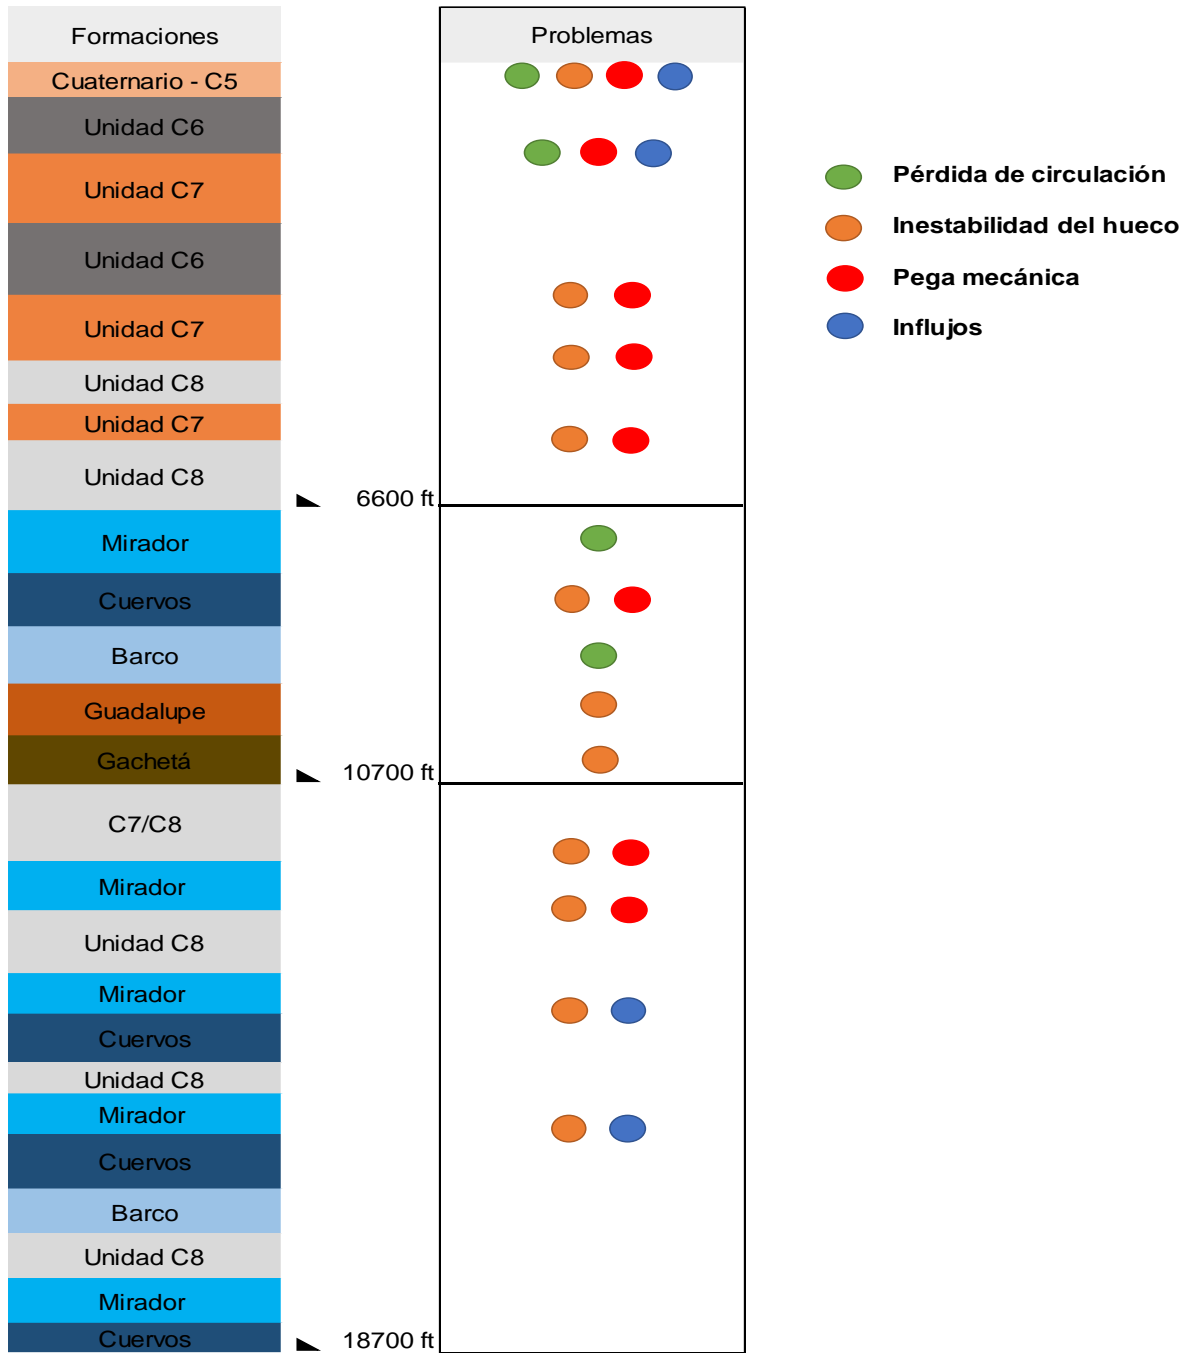 Formaciones
Problemas
Cuaternario - C5
Unidad C6
Unidad C7
Unidad C6
Unidad C7
Unidad C8
Unidad C7
Unidad C8
6600 ft
Mirador
Cuervos
Barco
Guadalupe
Gachetá
10700 ft
C7/C8
Mirador
Unidad C8
Mirador
Cuervos
Unidad C8
Mirador
Cuervos
Barco
Unidad C8
Mirador
Cuervos
18700 ft
Pérdida de circulación
Inestabilidad del hueco
Pega mecánica
Influjos